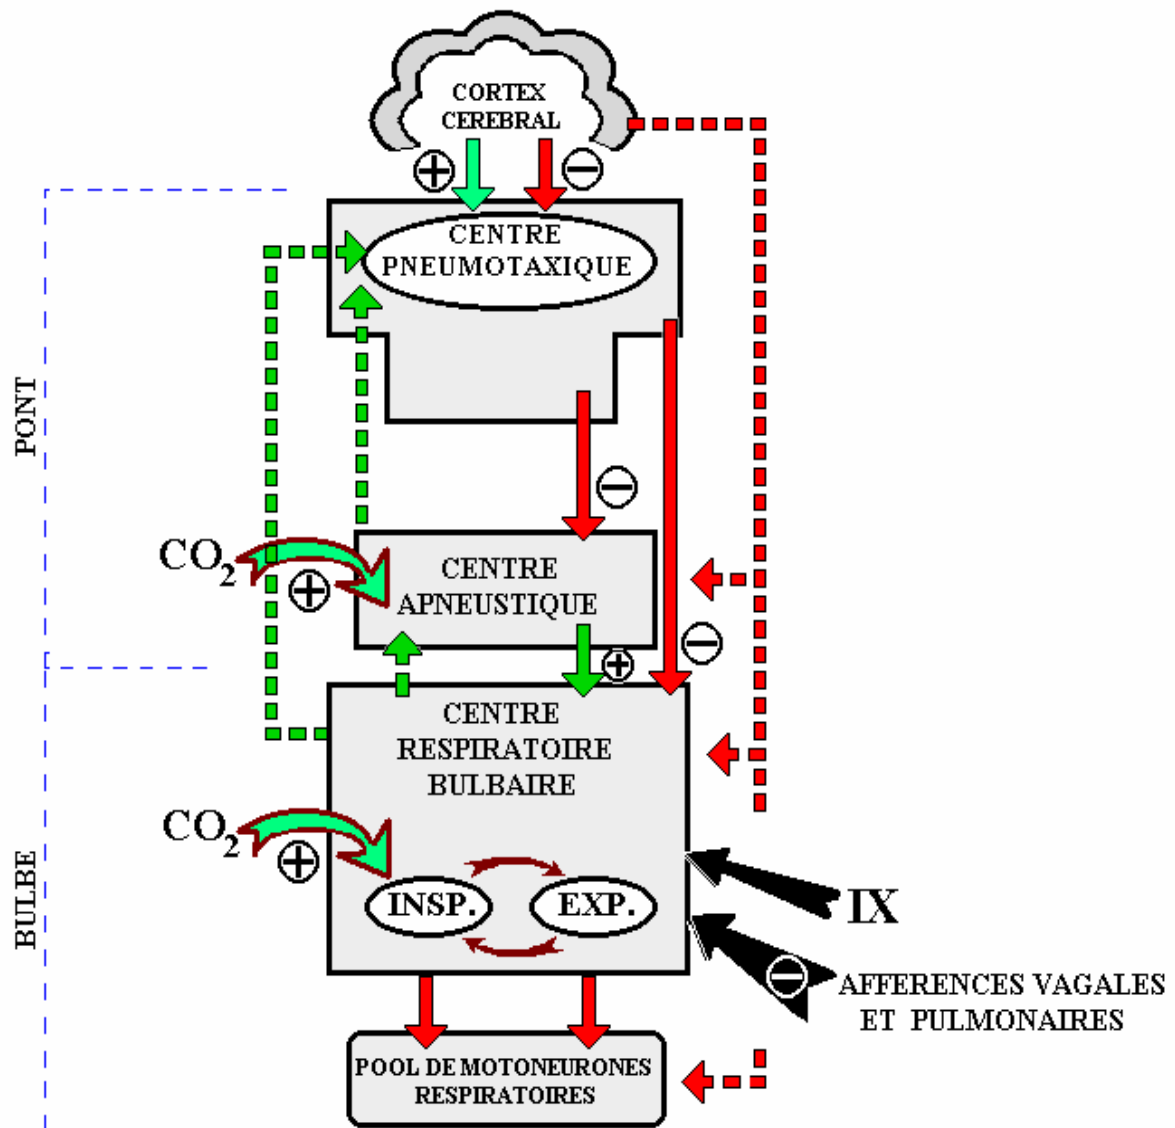 CORTEX
CEREBRAL
+
−
CENTRE
PNEUMOTAXIQUE
PONT
−
CO2
+
CENTRE
APNEUSTIQUE
−
+
CENTRE
RESPIRATOIRE
BULBAIRE
CO2
+
BULBE
INSP.
EXP.
IX
−
AFFERENCES VAGALES
ET PULMONAIRES
POOL DE MOTONEURONES
RESPIRATOIRES